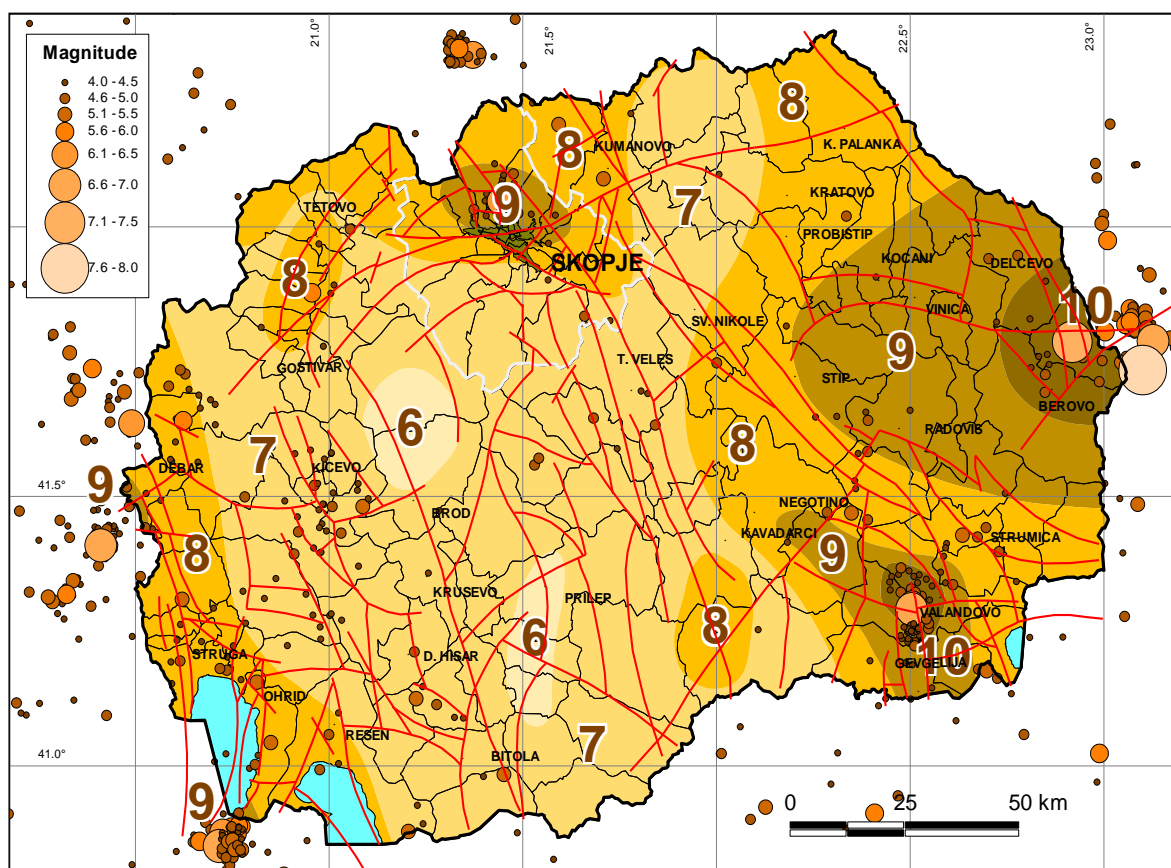 21.0°
21.5°
22.5°
23.0°
Magnitude
4.0 - 4.5
4.6 - 5.0
5.1 - 5.5
5.6 - 6.0
6.1 - 6.5
6.6 - 7.0
7.1 - 7.5
7.6 - 8.0
8
8
KUMANOVO
K. PALANKA
KRATOVO
TETOVO
9
7
PROBISTIP
SKOPJE
KOCANI
DELCEVO
8
10
VINICA
SV. NIKOLE
9
T. VELES
GOSTIVAR
STIP
BEROVO
6
RADOVIS
7
8
DEBAR
KICEVO
9
41.5°
NEGOTINO
BROD
KAVADARCI
STRUMICA
8
9
KRUSEVO
PRILEP
VALANDOVO
8
6
STRUGA
D. HISAR
10
GEVGELIJA
OHRID
RESEN
7
BITOLA
41.0°
9
0
25
50 km